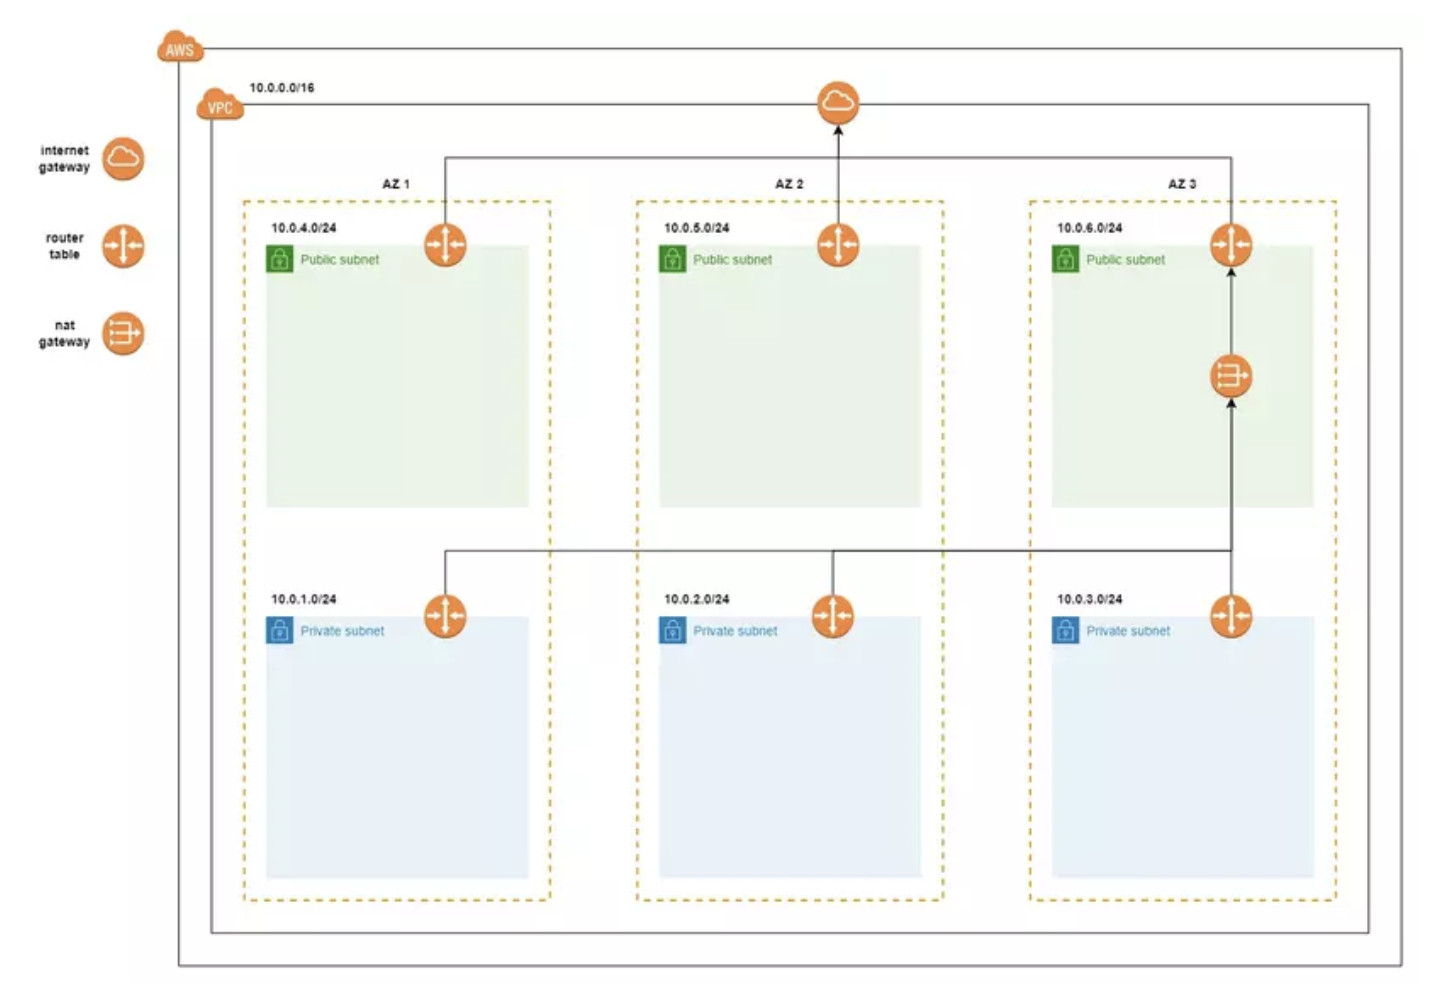 AWS
10.0.0.0/16
VPC
internet
gateway
router
table
nat
gateway
AZ 1
AZ 2
AZ 3
10.0.4.0/24
Public subnet
10.0.5.0/24
Public subnet
10.0.6.0/24
Public subnet
10.0.1.0/24
Private subnet
10.0.2.0/24
Private subnet
10.0.3.0/24
Private subnet